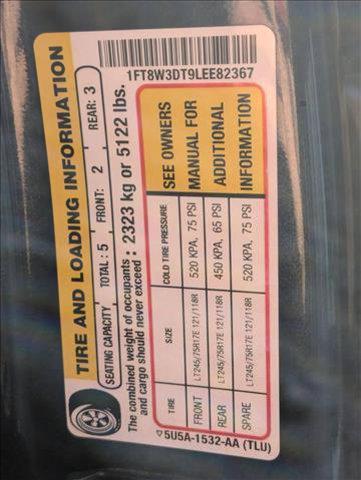 TIRE AND LOADING INFORMATION
SEATING CAPACITY TOTAL : 5 FRONT: 2 REAR: 3
The combined weight of occupants
and cargo should never exceed : 2323 kg or 5122 lbs.
TIRE SIZE COLD TIRE PRESSURE SEE OWNERS
FRONT LT245/75R17E 121/118R 520 KPA, 75 PSI MANUAL FOR
REAR LT245/75R17E 121/118R 450 KPA, 65 PSI ADDITIONAL
SPARE LT245/75R17E 121/118R 520 KPA, 75 PSI INFORMATION
5U5A-1532-AA (TLU)
1FT8W3DT9LEE82367